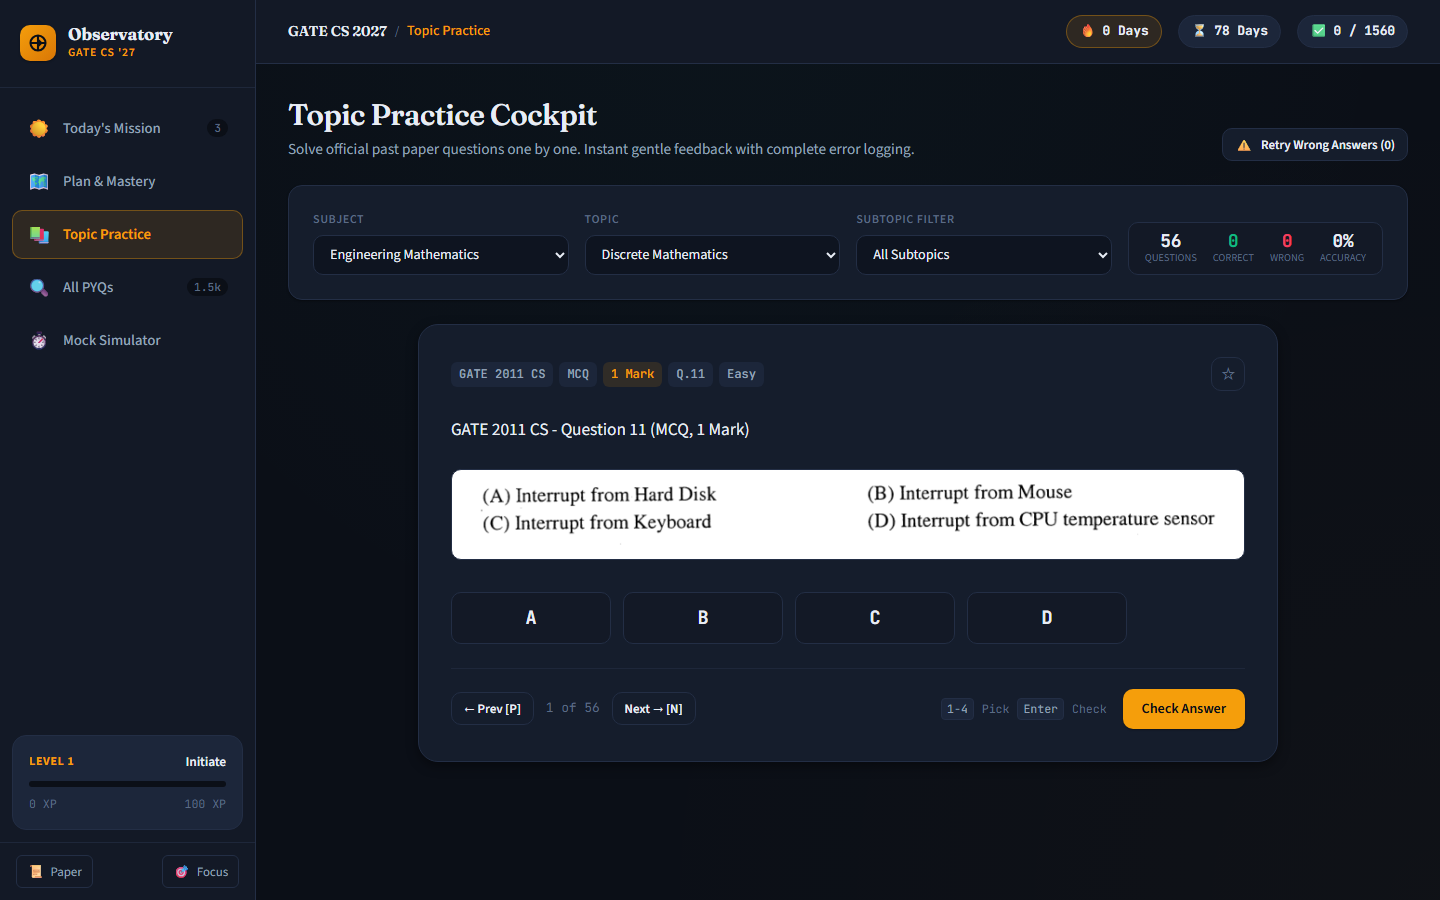 Observatory
GATE CS '27
Today's Mission 3
Plan & Mastery
Topic Practice
All PYQs 1.5k
Mock Simulator
LEVEL 1 Initiate
0 XP 100 XP
Paper Focus
GATE CS 2027 / Topic Practice
0 Days 78 Days 0 / 1560
Topic Practice Cockpit
Solve official past paper questions one by one. Instant gentle feedback with complete error logging.
Retry Wrong Answers (0)
SUBJECT TOPIC SUBTOPIC FILTER
Engineering Mathematics Discrete Mathematics All Subtopics
56 0 0 0%
QUESTIONS CORRECT WRONG ACCURACY
GATE 2011 CS MCQ 1 Mark Q.11 Easy
GATE 2011 CS - Question 11 (MCQ, 1 Mark)
(A) Interrupt from Hard Disk (B) Interrupt from Mouse
(C) Interrupt from Keyboard (D) Interrupt from CPU temperature sensor
A B C D
← Prev [P] 1 of 56 Next → [N] 1-4 Pick Enter Check Check Answer